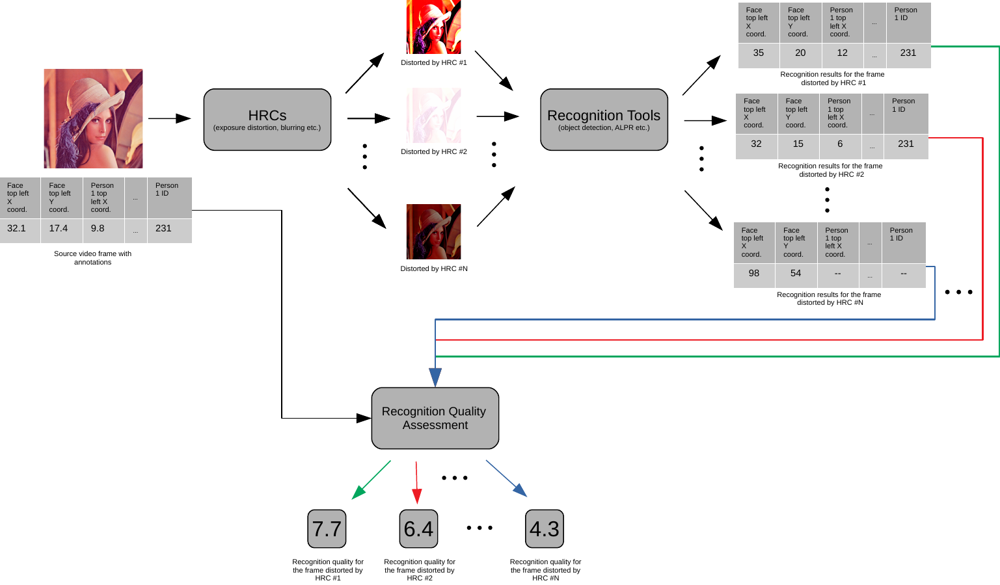 Face top left X coord.
Face top left Y coord.
Person 1 top left X coord.
...
Person 1 ID
32.1
17.4
9.8
...
231
Source video frame with
annotations
HRCs
(exposure distortion, blurring etc.)
Distorted by HRC #1
Distorted by HRC #2
Distorted by HRC #N
Recognition Tools
(object detection, ALPR etc.)
Face top left X coord.
Face top left Y coord.
Person 1 top left X coord.
...
Person 1 ID
35
20
12
...
231
Recognition results for the frame
distorted by HRC #1
Face top left X coord.
Face top left Y coord.
Person 1 top left X coord.
...
Person 1 ID
32
15
6
...
231
Recognition results for the frame
distorted by HRC #2
Face top left X coord.
Face top left Y coord.
Person 1 top left X coord.
...
Person 1 ID
98
54
--
...
--
Recognition results for the frame
distorted by HRC #N
Recognition Quality
Assessment
7.7
6.4
4.3
Recognition quality for
the frame distorted by
HRC #1
Recognition quality for
the frame distorted by
HRC #2
Recognition quality for
the frame distorted by
HRC #N